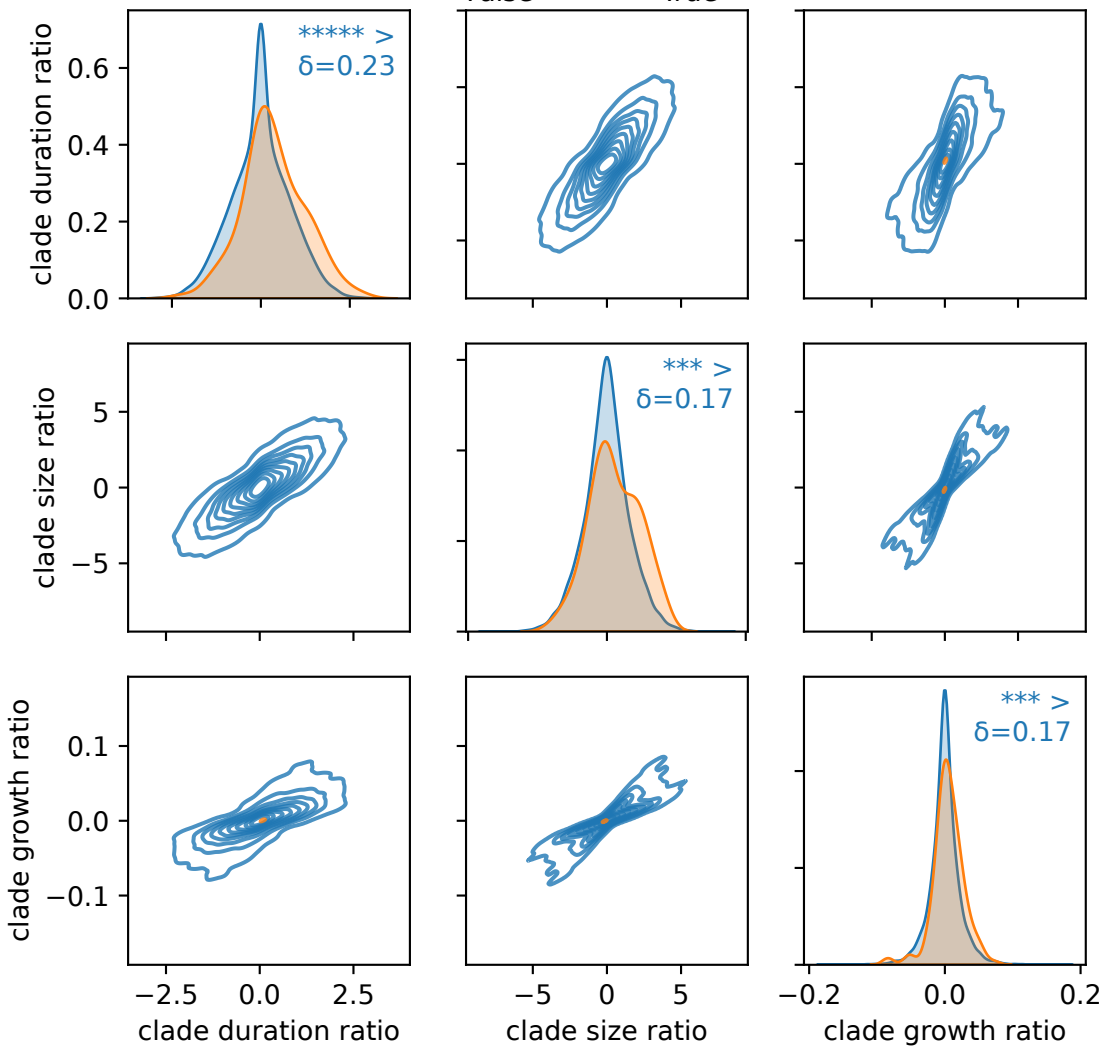 ***** >
δ=0.23
clade duration ratio
0.6
0.4
0.2
0.0
*** >
δ=0.17
clade size ratio
5
0
−5
*** >
δ=0.17
clade growth ratio
0.1
0.0
−0.1
−2.5 0.0 2.5
−5 0 5
−0.2 0.0 0.2
clade duration ratio
clade size ratio
clade growth ratio